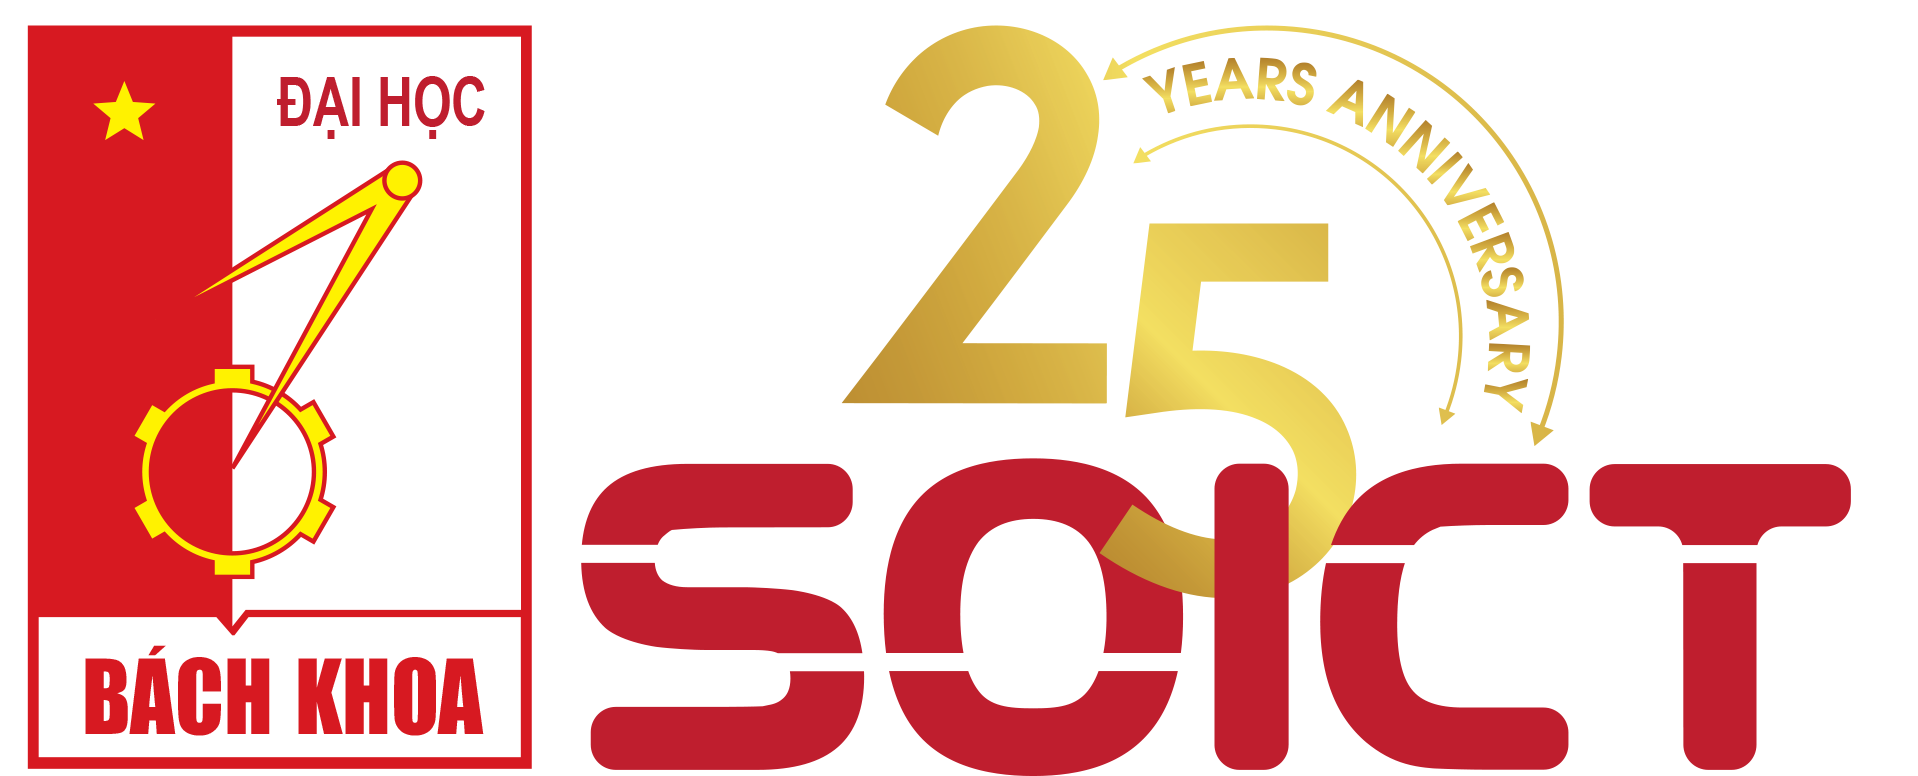 ĐẠI HỌC
BÁCH KHOA
25
YEARS ANNIVERSARY
SOICT